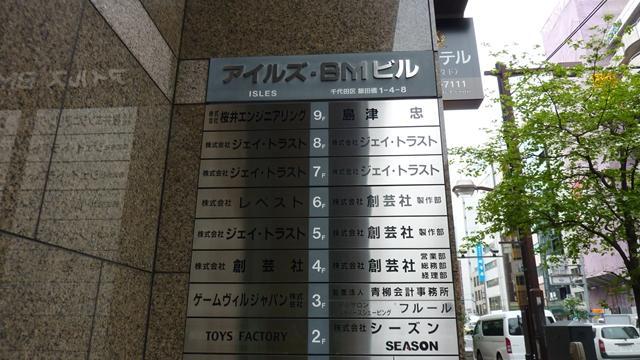 アイルズ・BMビル
ISLES 千代田区 飯田橋1-4-8
株式会社 桜井エンジニアリング 9F 島津 忠
株式会社 ジェイ・トラスト 8F 株式会社 ジェイ・トラスト
株式会社 ジェイ・トラスト 7F 株式会社 ジェイ・トラスト
株式会社 レベスト 6F 株式会社 創芸社 製作部
株式会社 ジェイ・トラスト 5F 株式会社 創芸社 製作部
株式会社 創芸社 4F 株式会社 創芸社 営業部 総務部 経理部
ゲームヴィルジャパン 株式会社 3F 青柳会計事務所
フルール
TOYS FACTORY 2F 株式会社 シーズン
SEASON
テル
7111